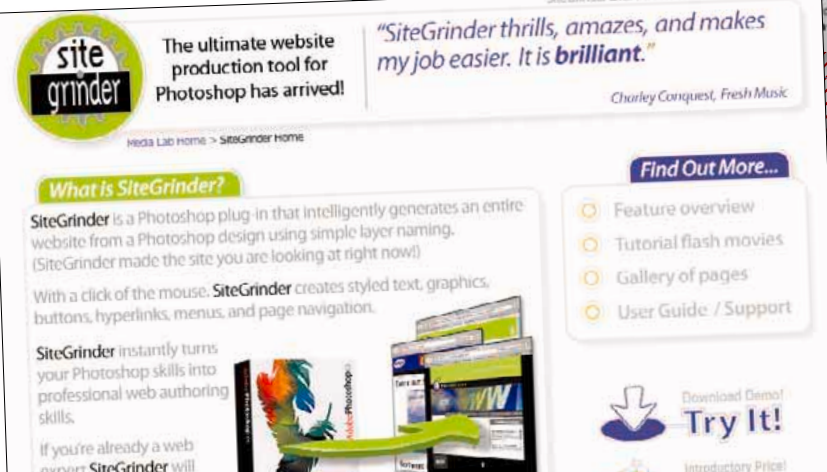 site
grinder
The ultimate website
production tool for
Photoshop has arrived!
"SiteGrinder thrills, amazes, and makes
my job easier. It is brilliant."
Charley Conquest, Fresh Music
Media Lab Home > SiteGrinder Home
What is SiteGrinder?
SiteGrinder is a Photoshop plug-in that intelligently generates an entire
website from a Photoshop design using simple layer naming.
(SiteGrinder made the site you are looking at right now!)
With a click of the mouse, SiteGrinder creates styled text, graphics,
buttons, hyperlinks, menus, and page navigation.
SiteGrinder instantly turns
your Photoshop skills into
professional web authoring
skills.
If you're already a web
expert SiteGrinder will
Adobe Photoshop
Find Out More...
Feature overview
Tutorial flash movies
Gallery of pages
User Guide / Support
Download Demo!
Try It!
Introductory Price!